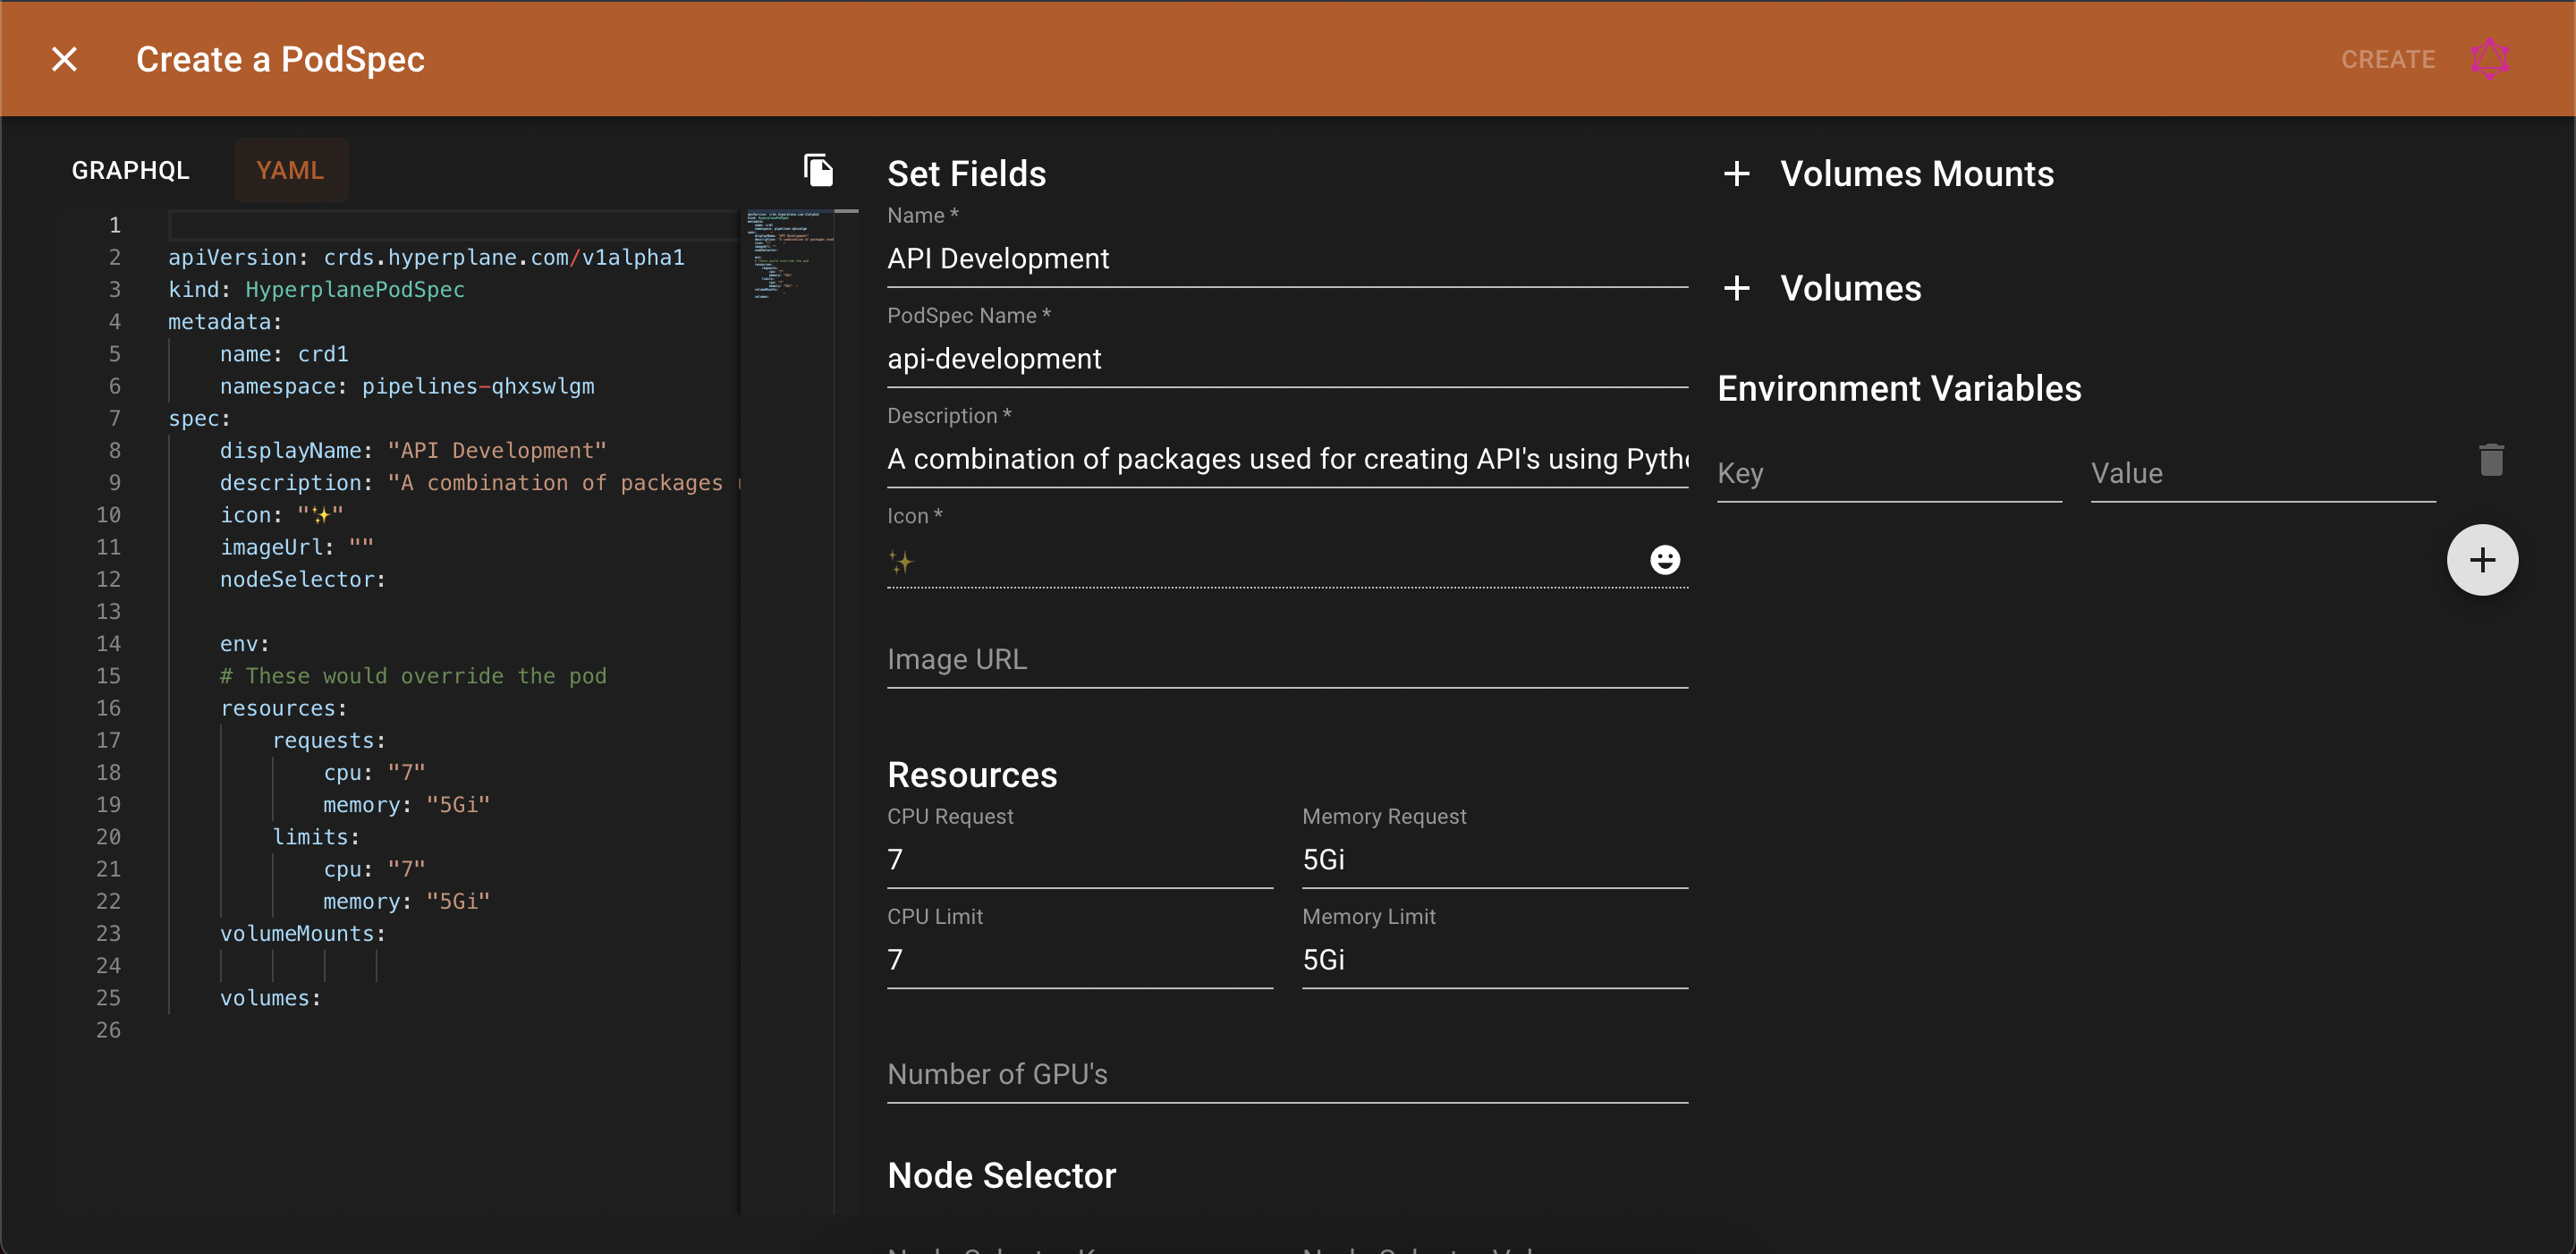 Create a PodSpec
CREATE
GRAPHQL
YAML
1
2 apiVersion: crds.hyperplane.com/v1alpha1
3 kind: HyperplanePodSpec
4 metadata:
5 name: crd1
6 namespace: pipelines-qhxswlgm
7 spec:
8 displayName: "API Development"
9 description: "A combination of packages
10 icon: "✨"
11 imageUrl: ""
12 nodeSelector:
13
14 env:
15 # These would override the pod
16 resources:
17 requests:
18 cpu: "7"
19 memory: "5Gi"
20 limits:
21 cpu: "7"
22 memory: "5Gi"
23 volumeMounts:
24
25 volumes:
26
Set Fields
Name *
API Development
PodSpec Name *
api-development
Description *
A combination of packages used for creating API's using
Icon *
✨
Image URL
Resources
CPU Request
7
Memory Request
5Gi
CPU Limit
7
Memory Limit
5Gi
Number of GPU's
Node Selector
Volumes Mounts
Volumes
Environment Variables
Key
Value